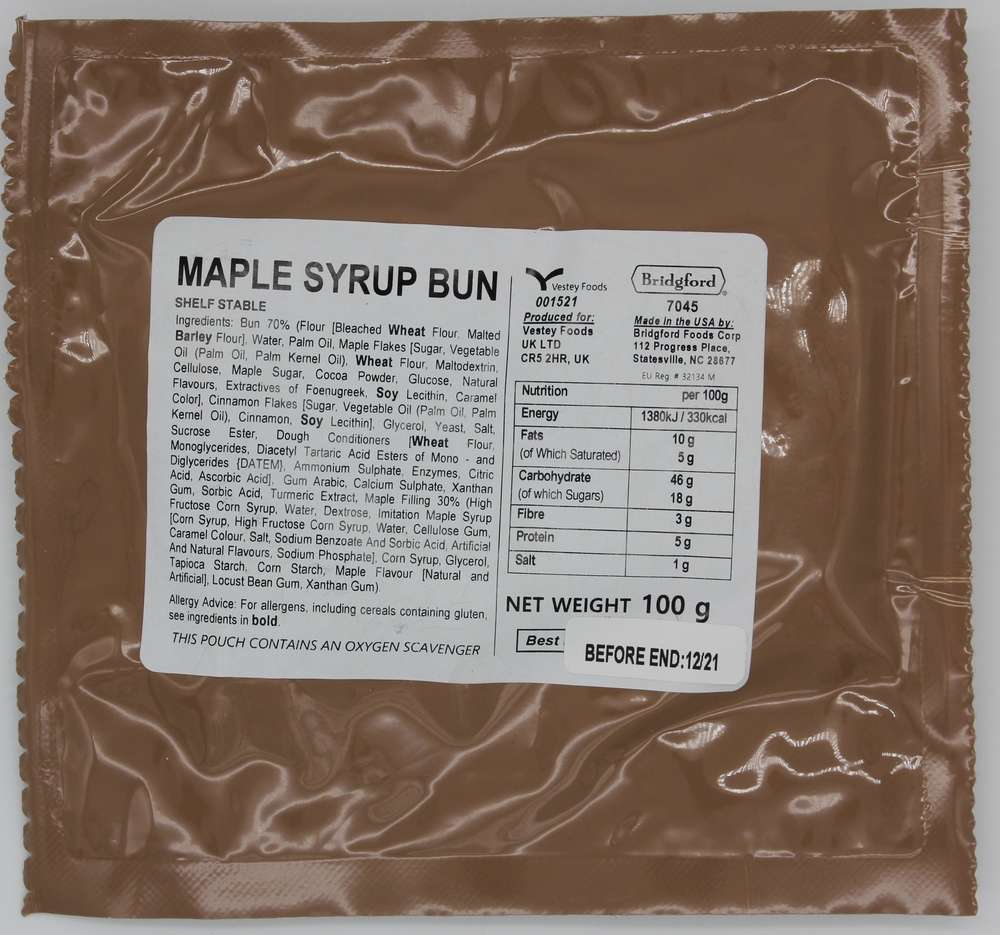 MAPLE SYRUP BUN
SHELF STABLE
Ingredients: Bun 70% (Flour [Bleached Wheat Flour, Malted
Barley Flour], Water, Palm Oil, Maple Flakes [Sugar, Vegetable
Oil (Palm Oil, Palm Kernel Oil), Wheat Flour, Maltodextrin,
Cellulose, Maple Sugar, Cocoa Powder, Glucose, Natural
Flavours, Extractives of Foenugreek, Soy Lecithin, Caramel
Color], Cinnamon Flakes [Sugar, Vegetable Oil (Palm Oil, Palm
Kernel Oil), Cinnamon, Soy Lecithin], Glycerol, Yeast, Salt,
Sucrose Ester, Dough Conditioners [Wheat Flour,
Monoglycerides, Diacetyl Tartaric Acid Esters of Mono - and
Diglycerides {DATEM}, Ammonium Sulphate, Enzymes, Citric
Acid, Ascorbic Acid], Gum Arabic, Calcium Sulphate, Xanthan
Gum, Sorbic Acid, Turmeric Extract, Maple Filling 30% (High
Fructose Corn Syrup, Water, Dextrose, Imitation Maple Syrup
[Corn Syrup, High Fructose Corn Syrup, Water, Cellulose Gum,
Caramel Colour, Salt, Sodium Benzoate And Sorbic Acid, Artificial
And Natural Flavours, Sodium Phosphate], Corn Syrup, Glycerol,
Tapioca Starch, Corn Starch, Maple Flavour [Natural and
Artificial], Locust Bean Gum, Xanthan Gum)
Allergy Advice: For allergens, including cereals containing gluten,
see ingredients in bold.
THIS POUCH CONTAINS AN OXYGEN SCAVENGER
Vestey Foods
001521
Produced for:
Vestey Foods
UK LTD
CR5 2HR, UK
Bridgford®
7045
Made in the USA by:
Bridgford Foods Corp
112 Progress Place,
Statesville, NC 28677
EU Reg # 32134 M
Nutrition per 100g
Energy 1380kJ / 330kcal
Fats 10 g
(of Which Saturated) 5 g
Carbohydrate 46 g
(of which Sugars) 18 g
Fibre 3 g
Protein 5 g
Salt 1 g
NET WEIGHT 100 g
Best
BEFORE END:12/21